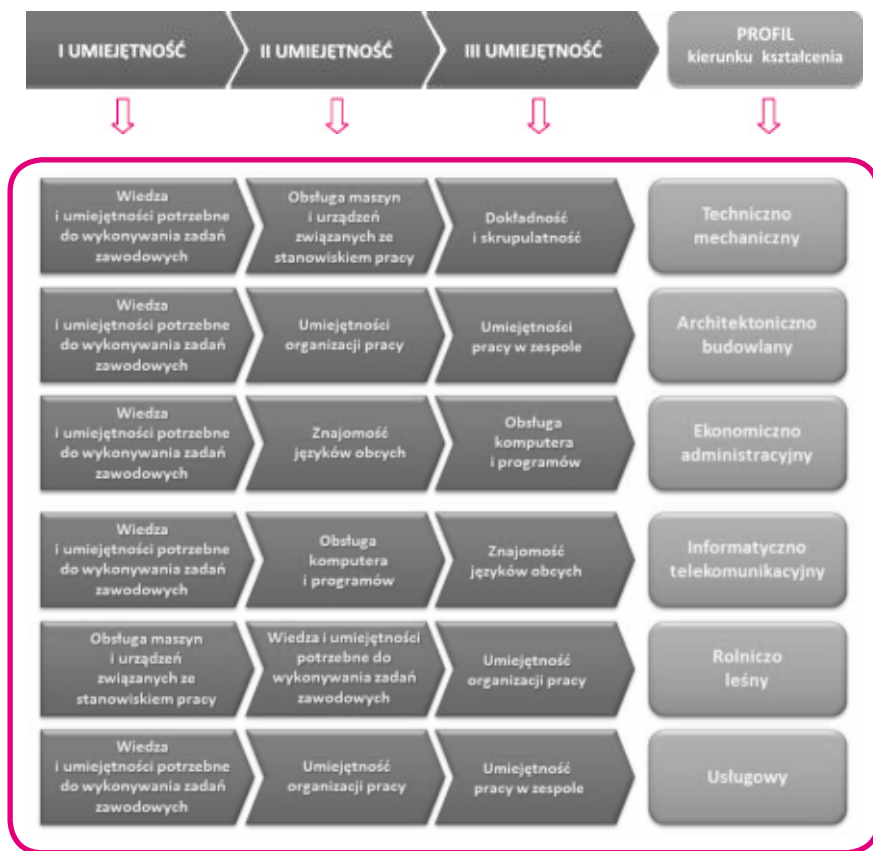 I UMIEJĘTNOŚĆ
II UMIEJĘTNOŚĆ
III UMIEJĘTNOŚĆ
PROFIL
kierunku kształcenia
Wiedza
i umiejętności potrzebne
do wykonywania zadań
zawodowych
Obsługa maszyn
i urządzeń
związanych ze
stanowiskiem pracy
Dokładność
i skrupulatność
Techniczno
mechaniczny
Wiedza
i umiejętności potrzebne
do wykonywania zadań
zawodowych
Umiejętności
organizacji pracy
Umiejętności
pracy w zespole
Architektoniczno
budowlany
Wiedza
i umiejętności potrzebne
do wykonywania zadań
zawodowych
Znajomość
języków obcych
Obsługa
komputera
i programów
Ekonomiczno
administracyjny
Wiedza
i umiejętności potrzebne
do wykonywania zadań
zawodowych
Obsługa
komputera
i programów
Znajomość
języków obcych
Informatyczno
telekomunikacyjny
Obsługa maszyn
i urządzeń
związanych ze
stanowiskiem pracy
Wiedza i umiejętności
potrzebne do
wykonywania zadań
zawodowych
Umiejętność
organizacji pracy
Rolniczo
leśny
Wiedza
i umiejętności potrzebne
do wykonywania zadań
zawodowych
Umiejętność
organizacji pracy
Umiejętność
pracy w zespole
Usługowy